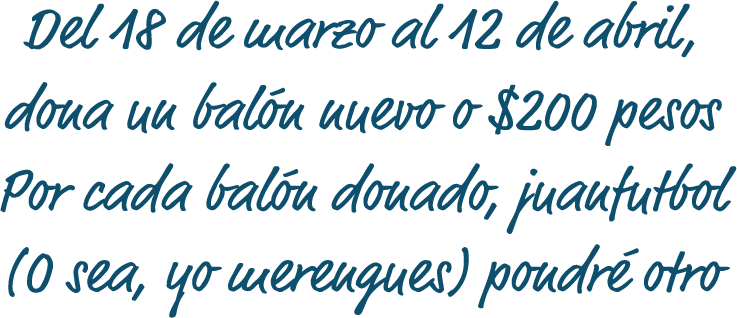 Del 18 de marzo al 12 de abril,
dona un balón nuevo o $200 pesos
Por cada balón donado, juanfutbol
(O sea, yo merengues) pondré otro